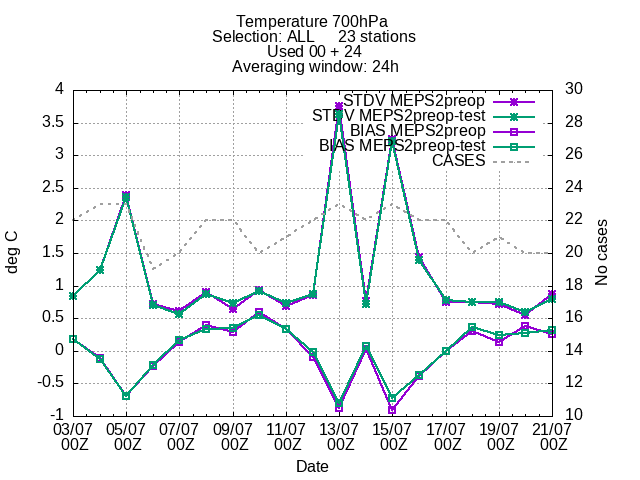 Temperature 700hPa
Selection: ALL 23 stations
Used 00 + 24
Averaging window: 24h
STDV MEPS2preop
STDV MEPS2preop-test
BIAS MEPS2preop
BIAS MEPS2preop-test
CASES
deg C
4
3.5
3
2.5
2
1.5
1
0.5
0
-0.5
-1
No cases
30
28
26
24
22
20
18
16
14
12
10
03/07 05/07 07/07 09/07 11/07 13/07 15/07 17/07 19/07 21/07
00Z 00Z 00Z 00Z 00Z 00Z 00Z 00Z 00Z 00Z
Date